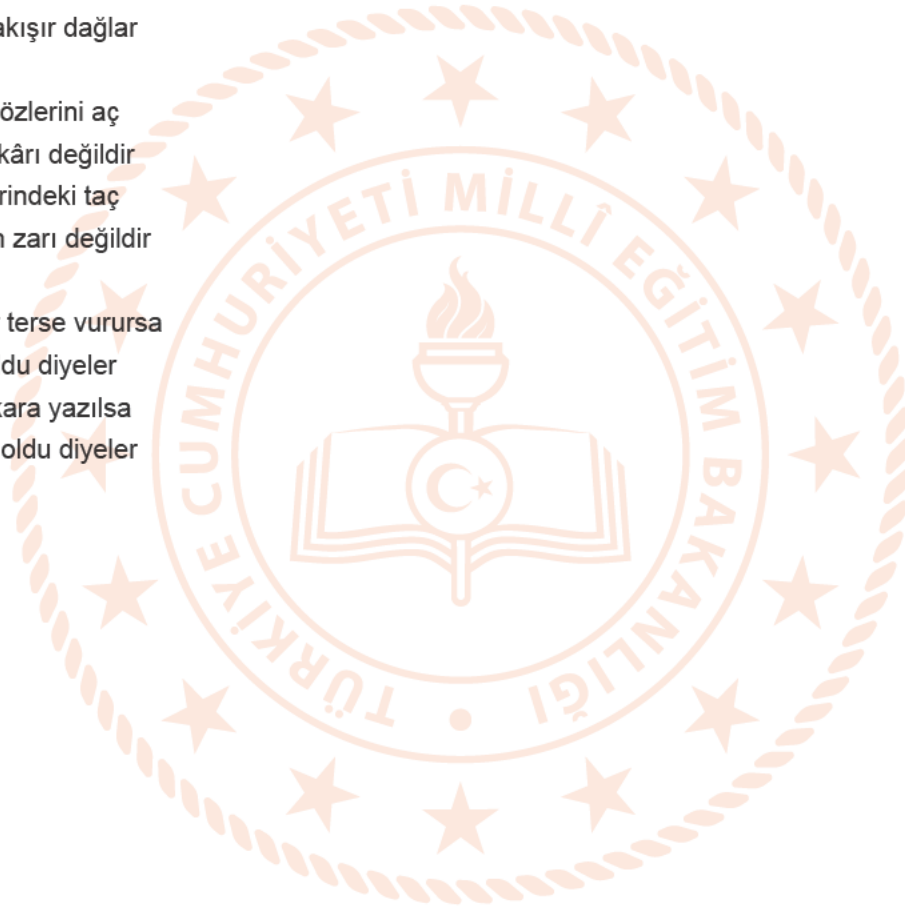 akışır dağlar
özlerini aç
kârı değildir
rindeki taç
n zarı değildir
terse vurursa
du diyeler
kara yazılsa
oldu diyeler
TÜRKİYE CUMHURİYETİ MİLLÎ EĞİTİM BAKANLIĞI